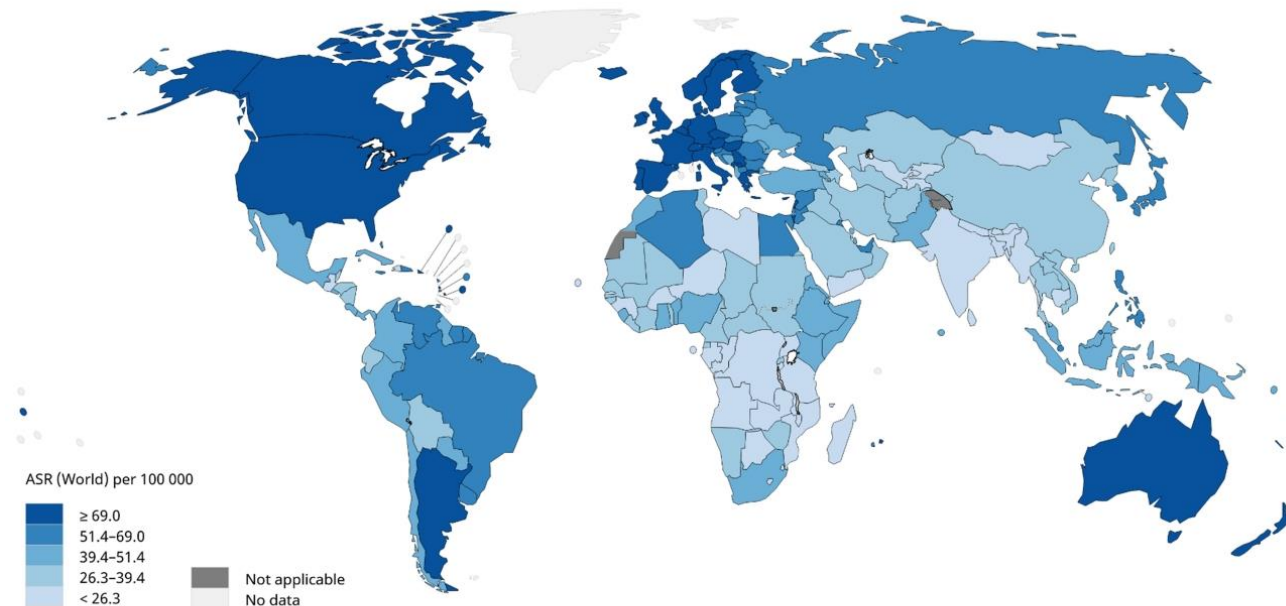 ASR (World) per 100 000
≥ 69.0
51.4–69.0
39.4–51.4
26.3–39.4
< 26.3
Not applicable
No data